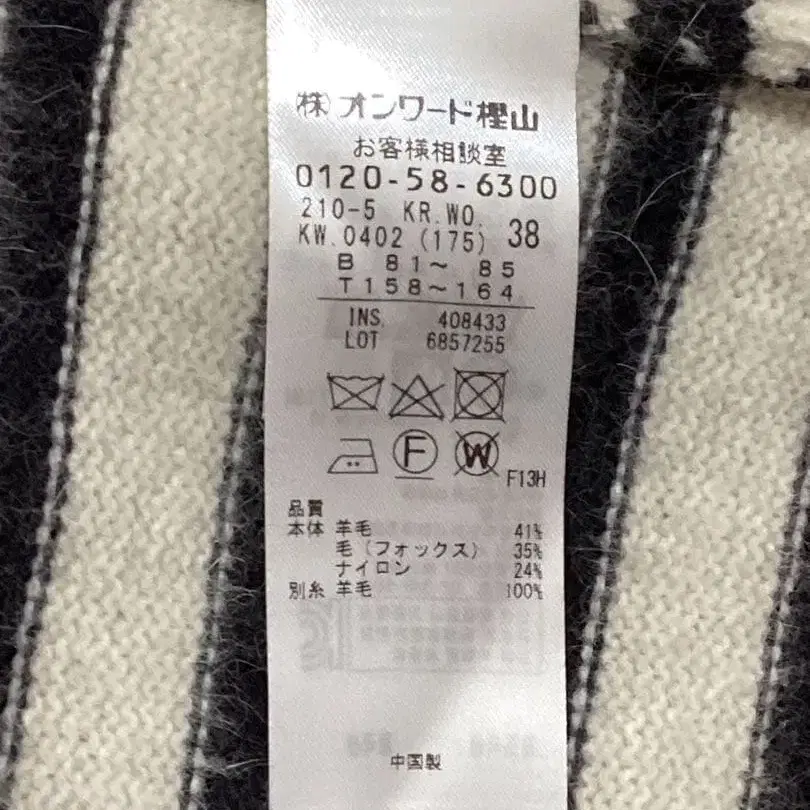 ㈱オンワード樫山
お客様相談室
0120-58-6300
210-5 KR.WO.
KW.0402 (175) 38
B 81～ 85
T158～164
INS. 408433
LOT 6857255
F W
F13H
品質
本体 羊毛 41%
毛(フォックス) 35%
ナイロン 24%
別糸 羊毛 100%
中国製